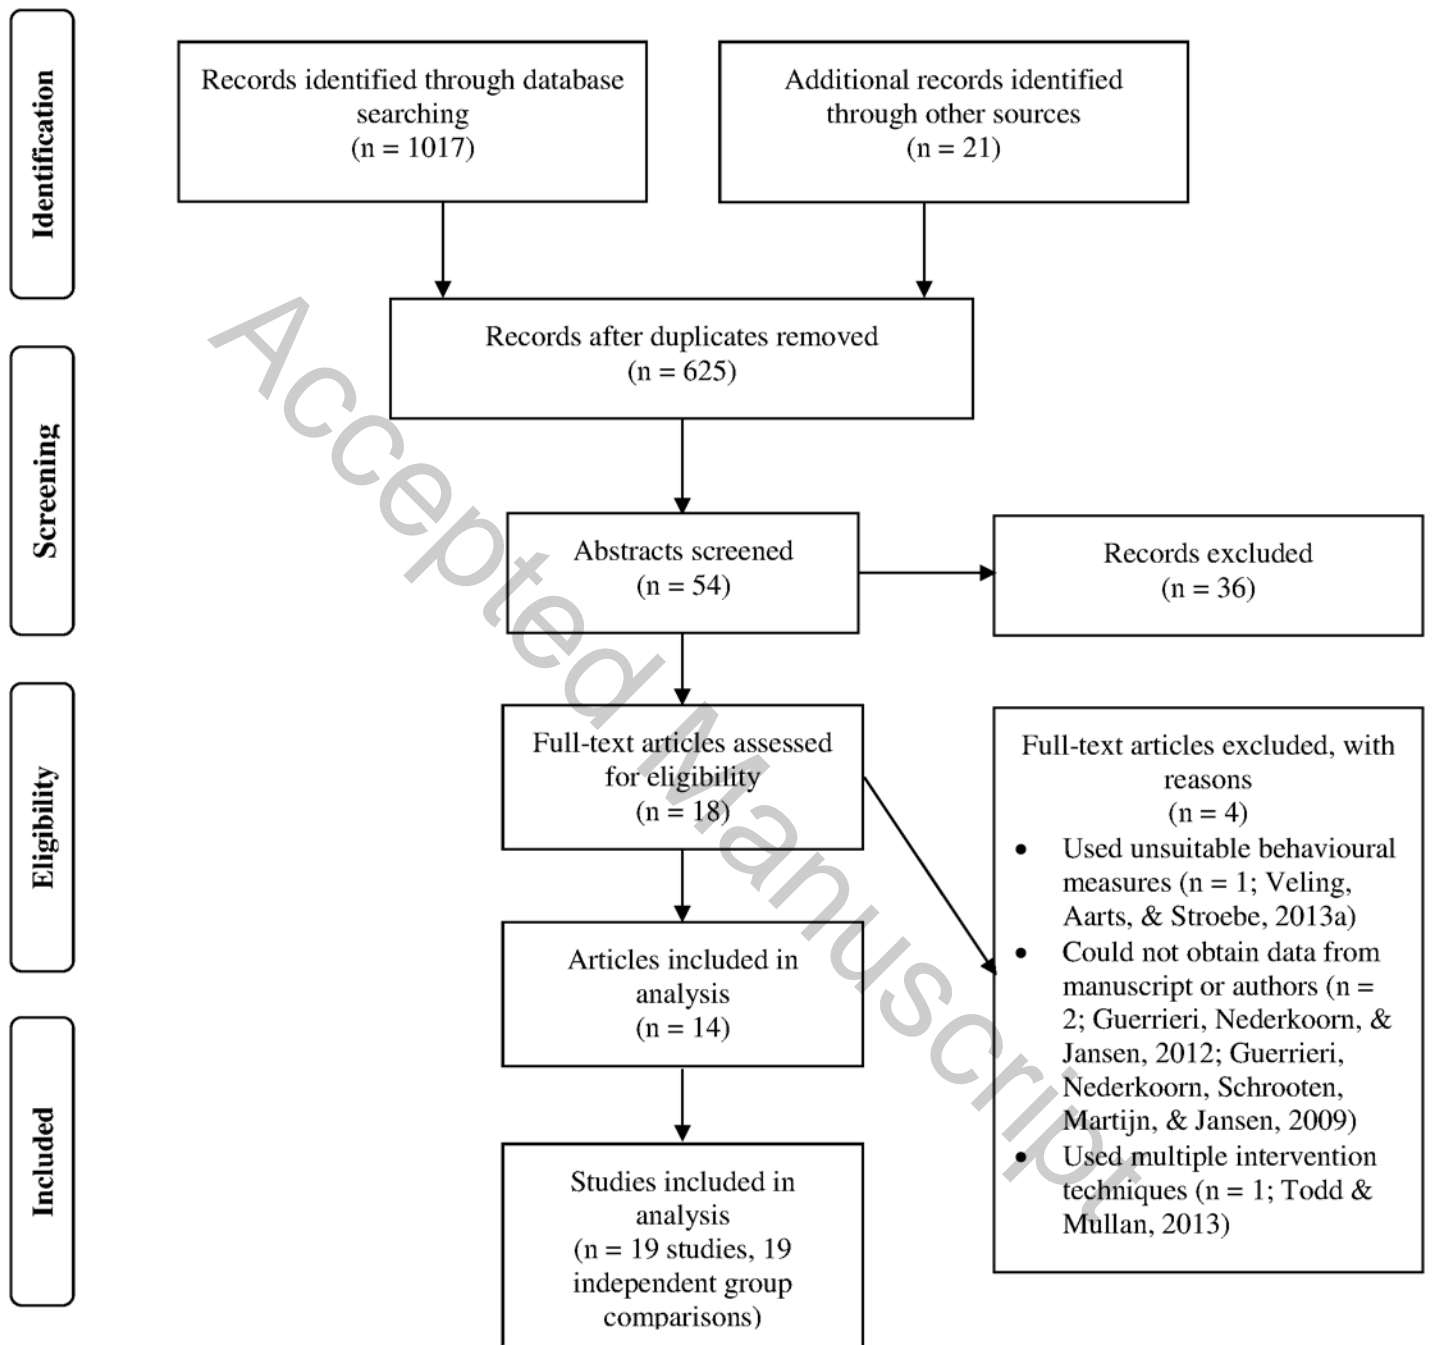 Identification
Records identified through database
searching
(n = 1017)
Additional records identified
through other sources
(n = 21)
Records after duplicates removed
(n = 625)
Screening
Abstracts screened
(n = 54)
Records excluded
(n = 36)
Eligibility
Full-text articles assessed
for eligibility
(n = 18)
Full-text articles excluded, with
reasons
(n = 4)
• Used unsuitable behavioural
measures (n = 1; Veling,
Aarts, & Stroebe, 2013a)
• Could not obtain data from
manuscript or authors (n =
2; Guerrieri, Nederkoorn, &
Jansen, 2012; Guerrieri,
Nederkoorn, Schrooten,
Martijn, & Jansen, 2009)
• Used multiple intervention
techniques (n = 1; Todd &
Mullan, 2013)
Articles included in
analysis
(n = 14)
Included
Studies included in
analysis
(n = 19 studies, 19
independent group
comparisons)
Accepted Manuscript